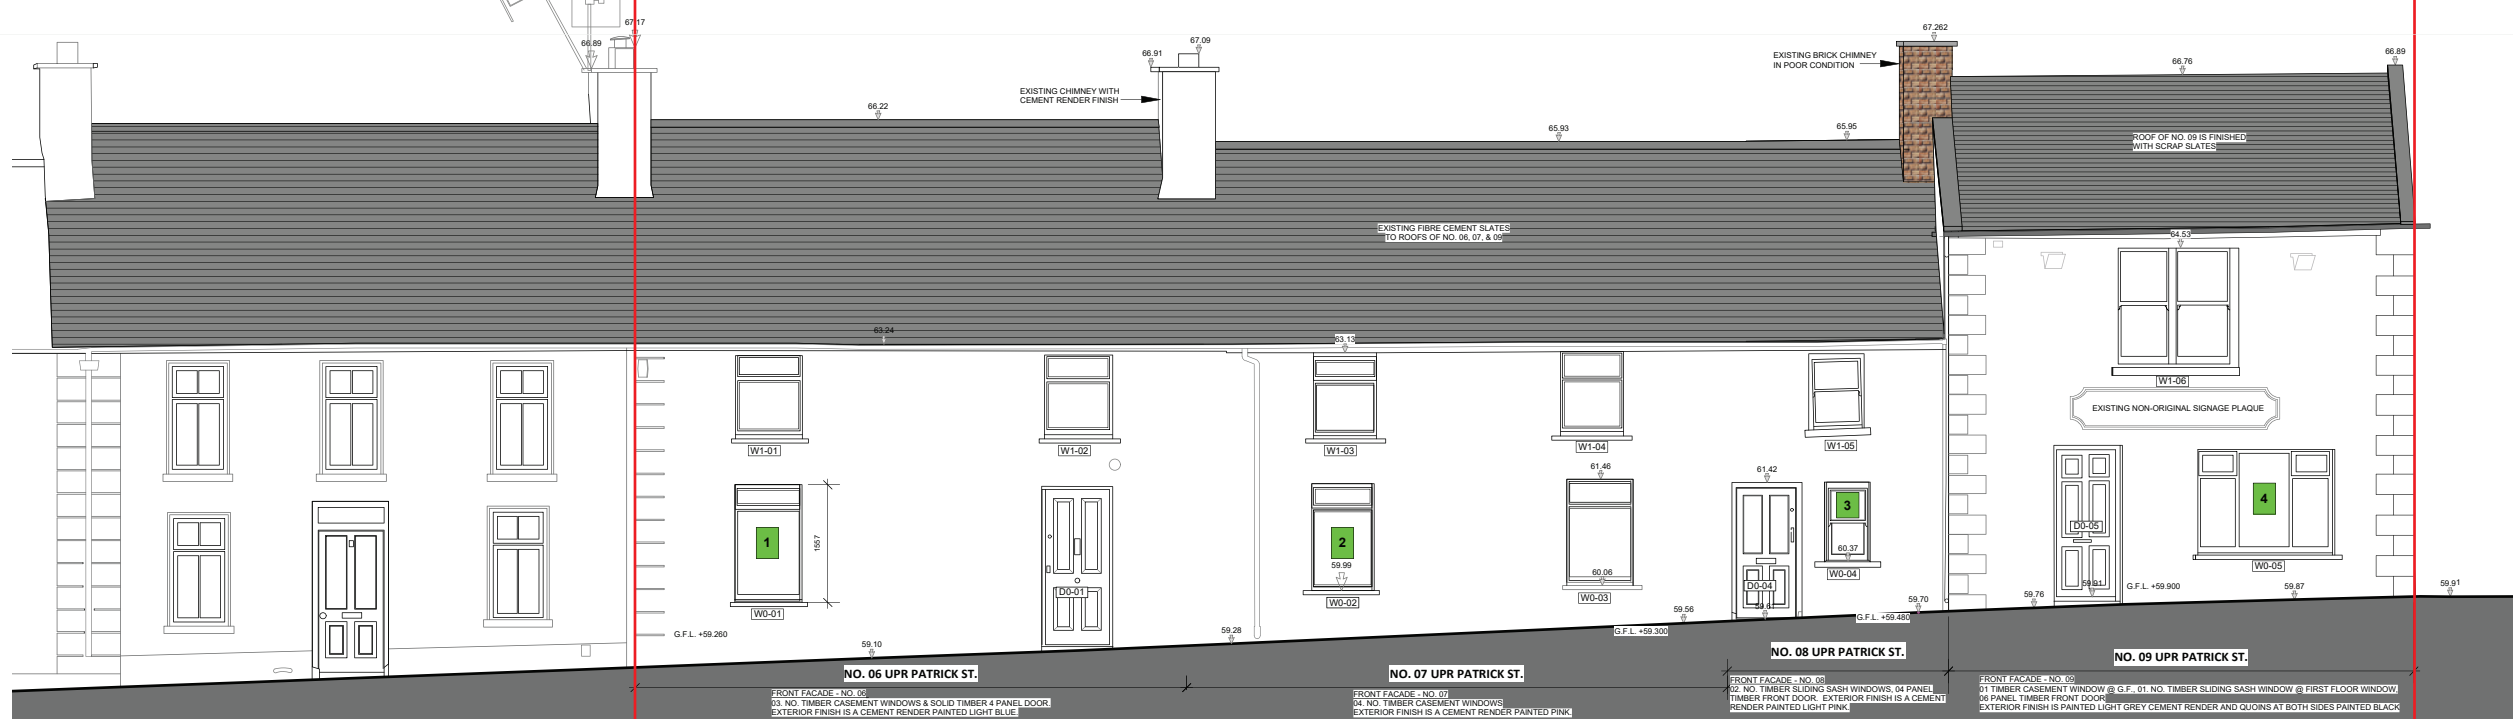 67.17
66.89
66.91
67.09
67.262
66.89
66.76
EXISTING BRICK CHIMNEY
IN POOR CONDITION
EXISTING CHIMNEY WITH
CEMENT RENDER FINISH
66.22
65.93
65.95
ROOF OF NO. 09 IS FINISHED
WITH SCRAP SLATES
EXISTING FIBRE CEMENT SLATES
TO ROOFS OF NO. 06, 07, & 09
64.53
63.24
63.13
W1-06
EXISTING NON-ORIGINAL SIGNAGE PLAQUE
W1-01
W1-02
W1-03
W1-04
W1-05
61.46
61.42
1
1557
2
3
4
59.99
60.06
60.37
D0-01
D0-04
D0-05
W0-01
W0-02
W0-03
W0-04
W0-05
59.61
59.91
G.F.L. +59.900
59.87
59.91
59.76
59.70
59.56
G.F.L. +59.480
G.F.L. +59.300
59.28
G.F.L. +59.260
59.10
NO. 06 UPR PATRICK ST.
NO. 07 UPR PATRICK ST.
NO. 08 UPR PATRICK ST.
NO. 09 UPR PATRICK ST.
FRONT FACADE - NO. 06
03. NO. TIMBER CASEMENT WINDOWS & SOLID TIMBER 4 PANEL DOOR.
EXTERIOR FINISH IS A CEMENT RENDER PAINTED LIGHT BLUE.
FRONT FACADE - NO. 07
04. NO. TIMBER CASEMENT WINDOWS
EXTERIOR FINISH IS A CEMENT RENDER PAINTED PINK.
FRONT FACADE - NO. 08
02. NO. TIMBER SLIDING SASH WINDOWS, 04 PANEL
TIMBER FRONT DOOR. EXTERIOR FINISH IS A CEMENT
RENDER PAINTED LIGHT PINK.
FRONT FACADE - NO. 09
01 TIMBER CASEMENT WINDOW @ G.F., 01. NO. TIMBER SLIDING SASH WINDOW @ FIRST FLOOR WINDOW,
06 PANEL TIMBER FRONT DOOR
EXTERIOR FINISH IS PAINTED LIGHT GREY CEMENT RENDER AND QUOINS AT BOTH SIDES PAINTED BLACK